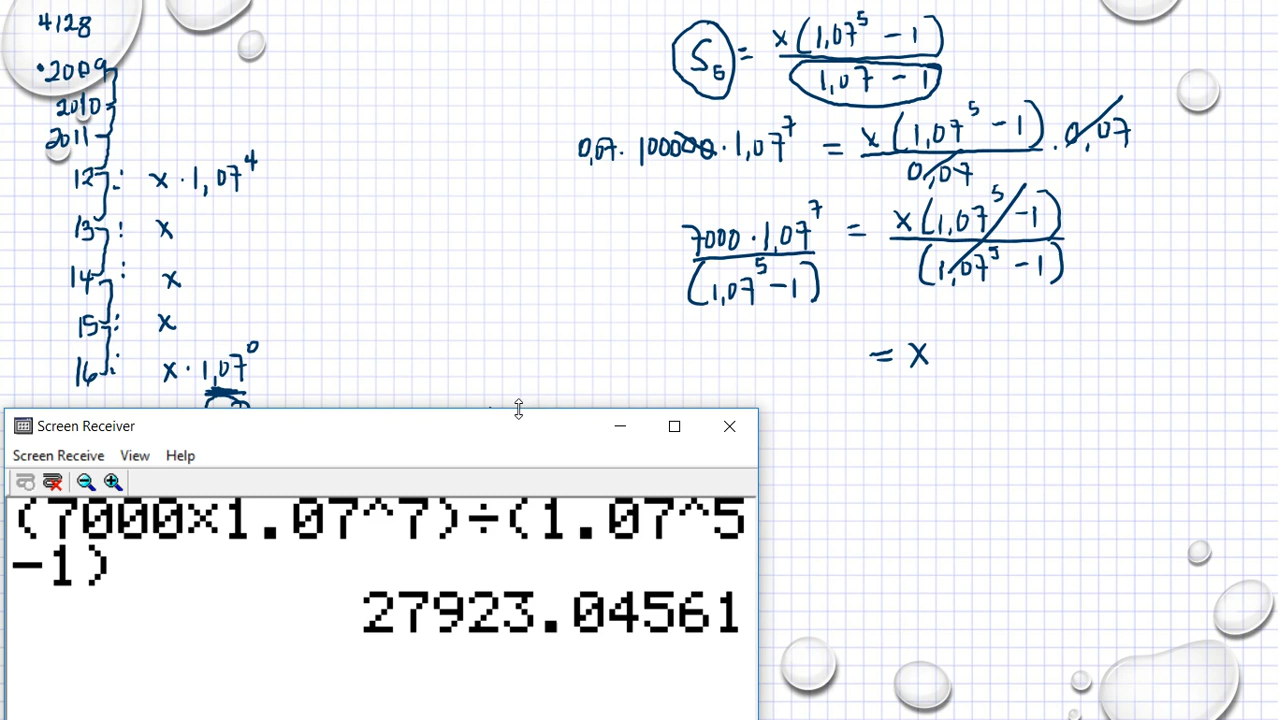 4128
•2009
2010
2011
12: x · 1,07⁴
13: x
14: x
15: x
16: x · 1,07⁰
S₅ = x(1,07⁵ − 1)
1,07 − 1
0,07 · 100000 · 1,07⁷ = x(1,07⁵ − 1) · 0,07
0,07
7000 · 1,07⁷ = x(1,07⁵ − 1)
(1,07⁵ − 1) (1,07⁵ − 1)
= x
Screen Receiver
Screen Receive View Help
(7000×1.07^7)÷(1.07^5
−1)
27923.04561